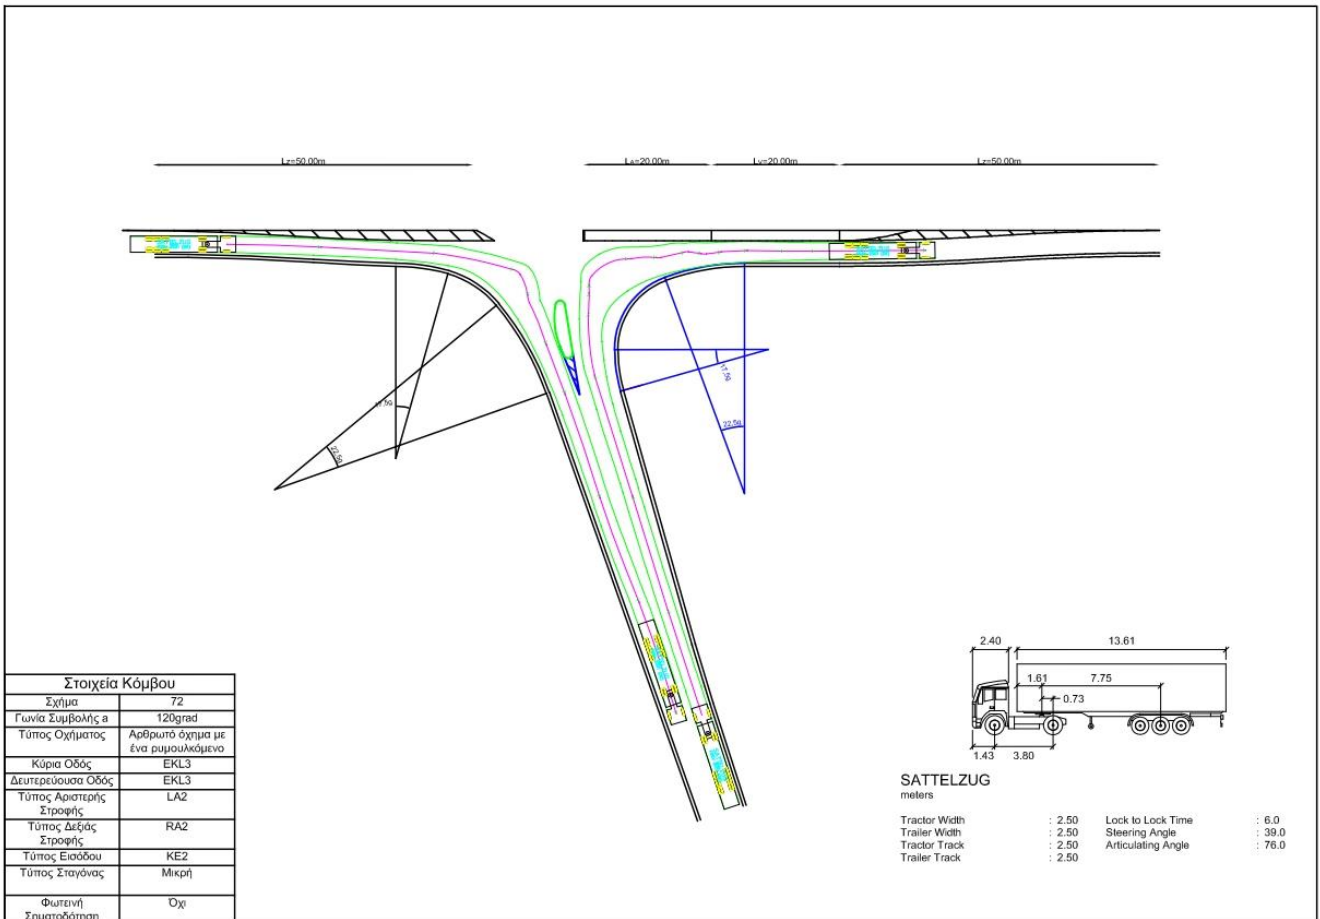 Lz=50.00m
LA=20.00m
Lv=20.00m
Lz=50.00m
17,5g
22,5g
17,5g
22,5g
Στοιχεία Κόμβου
Σχήμα 72
Γωνία Συμβολής a 120grad
Τύπος Οχήματος Αρθρωτό όχημα με
ένα ρυμουλκόμενο
Κύρια Οδός EKL3
Δευτερεύουσα Οδός EKL3
Τύπος Αριστερής LA2
Στροφής
Τύπος Δεξιάς RA2
Στροφής
Τύπος Εισόδου KE2
Τύπος Σταγόνας Μικρή
Φωτεινή Όχι
Σηματοδότηση
2.40
13.61
1.61
7.75
0.73
1.43
3.80
SATTELZUG
meters
Tractor Width : 2.50 Lock to Lock Time : 6.0
Trailer Width : 2.50 Steering Angle : 39.0
Tractor Track : 2.50 Articulating Angle : 76.0
Trailer Track : 2.50